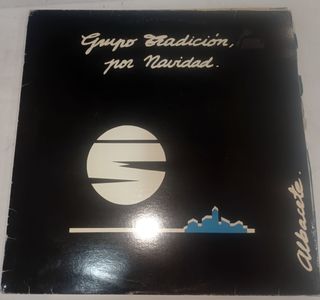 Grupo Tradición,
por Navidad.
Albacete.